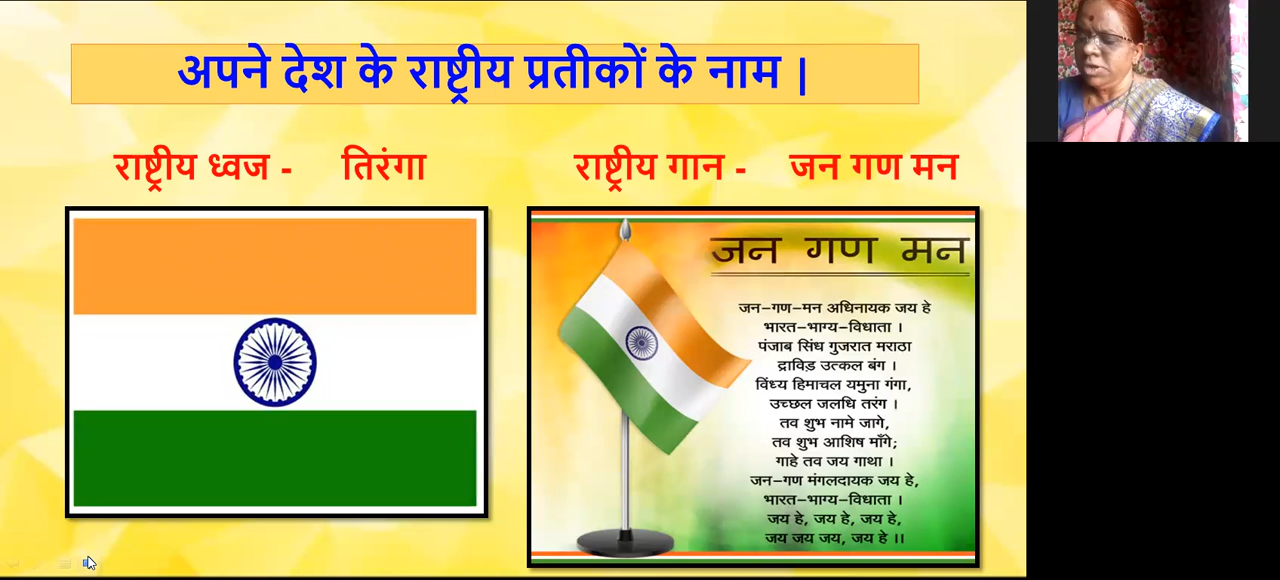 अपने देश के राष्ट्रीय प्रतीकों के नाम |
राष्ट्रीय ध्वज - तिरंगा
राष्ट्रीय गान - जन गण मन
जन गण मन
जन-गण-मन अधिनायक जय हे
भारत-भाग्य-विधाता ।
पंजाब सिंध गुजरात मराठा
द्राविड़ उत्कल बंग ।
विंध्य हिमाचल यमुना गंगा,
उच्छल जलधि तरंग ।
तव शुभ नामे जागे,
तव शुभ आशिष माँगे;
गाहे तव जय गाथा ।
जन-गण मंगलदायक जय हे,
भारत-भाग्य-विधाता ।
जय हे, जय हे, जय हे,
जय जय जय, जय हे ।।